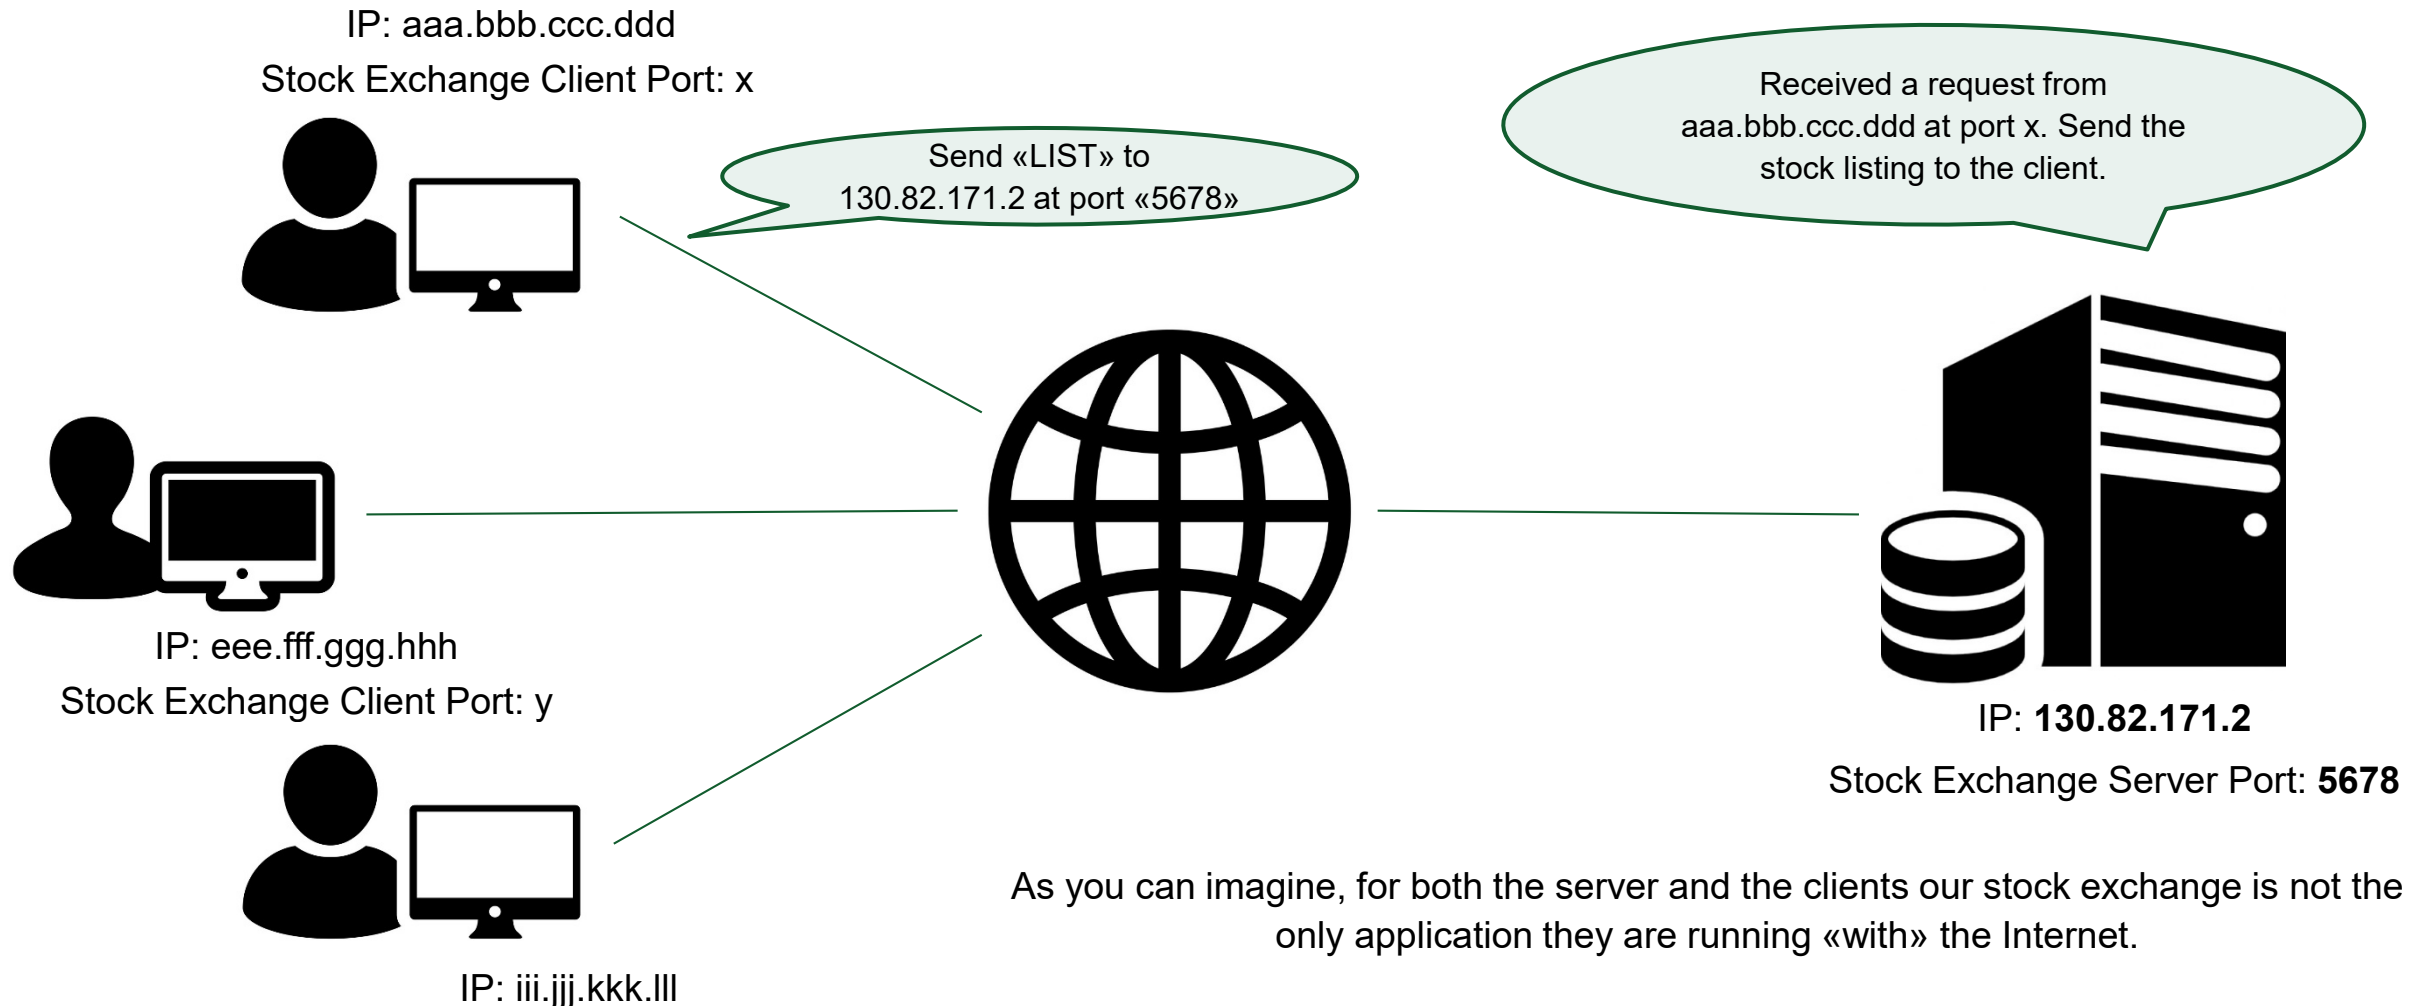 IP: aaa.bbb.ccc.ddd
Stock Exchange Client Port: x
Send «LIST» to
130.82.171.2 at port «5678»
Received a request from
aaa.bbb.ccc.ddd at port x. Send the
stock listing to the client.
IP: eee.fff.ggg.hhh
Stock Exchange Client Port: y
IP: 130.82.171.2
Stock Exchange Server Port: 5678
As you can imagine, for both the server and the clients our stock exchange is not the
only application they are running «with» the Internet.
IP: iii.jjj.kkk.lll